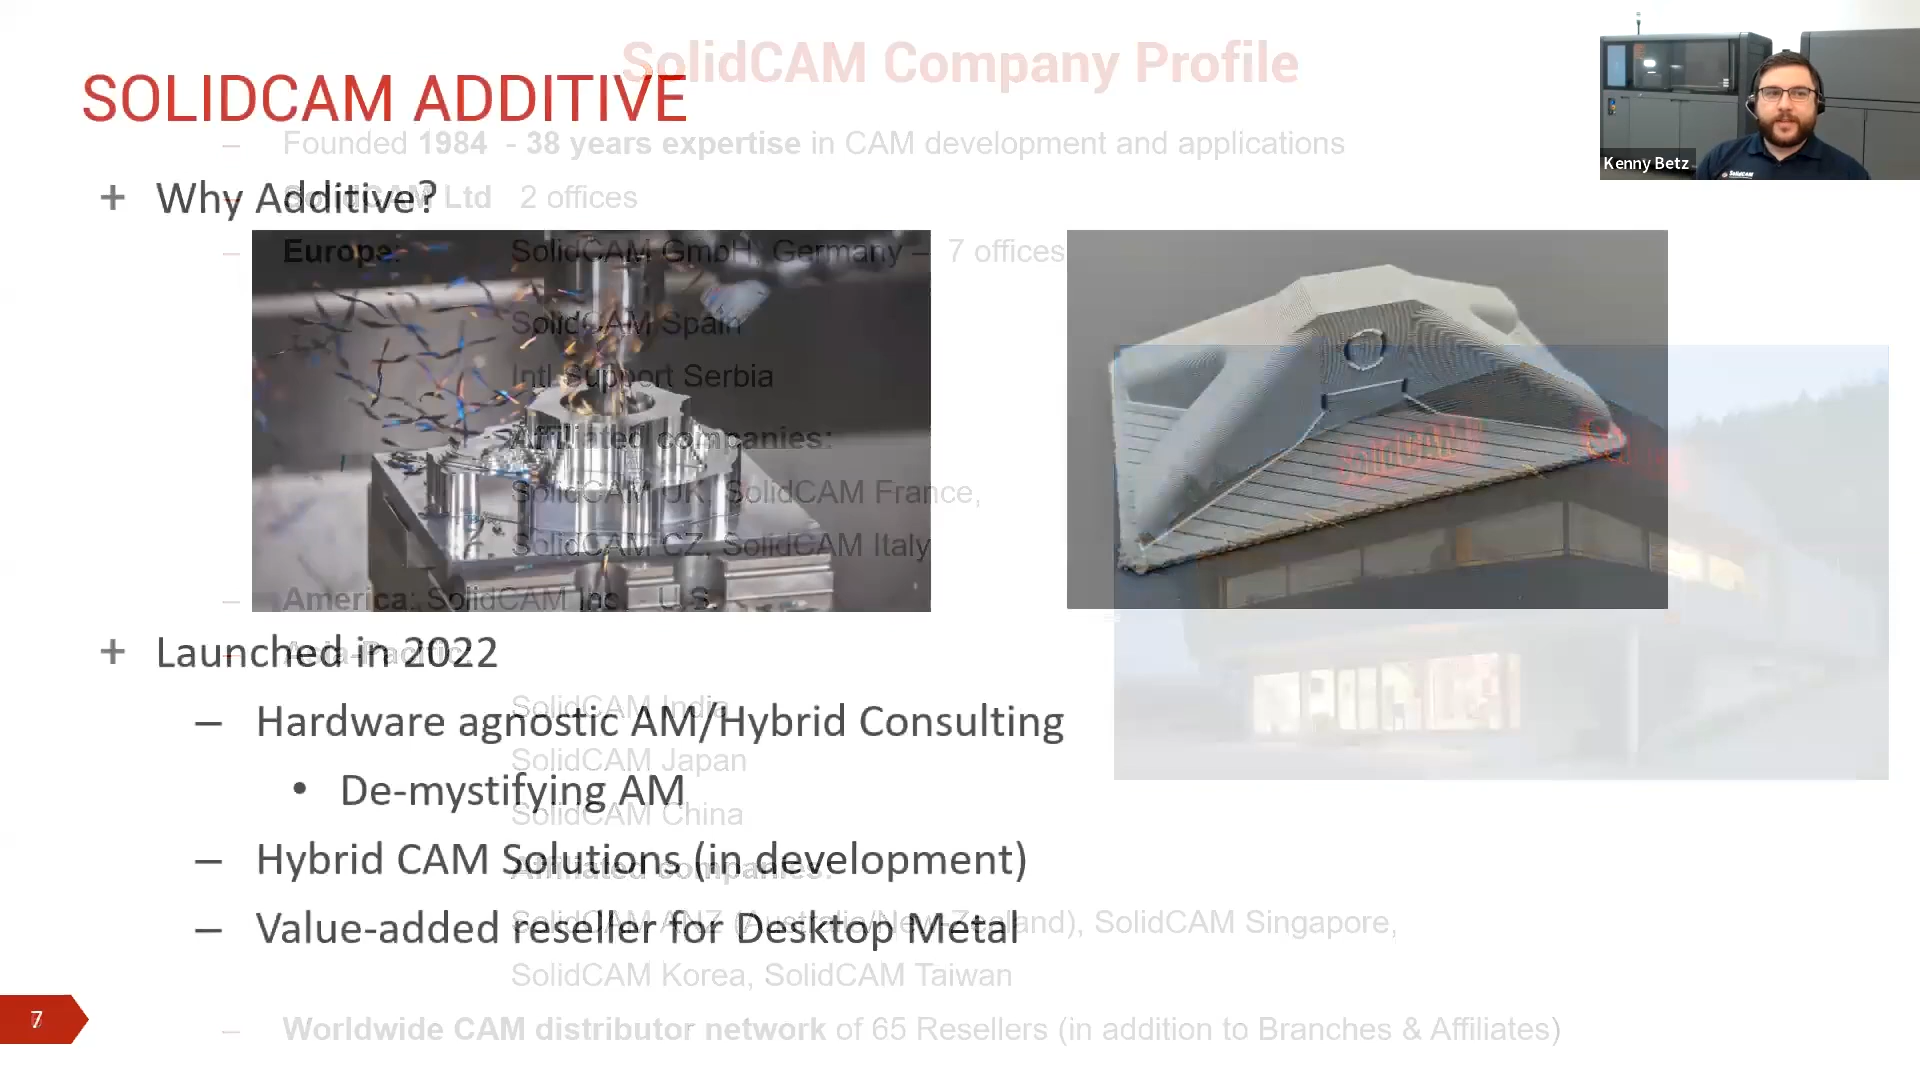 SolidCAM Company Profile
SOLIDCAM ADDITIVE
– Founded 1984 - 38 years expertise in CAM development and applications
Kenny Betz
SolidCAM
+ Why Additive?
– SolidCAM Ltd 2 offices
– Europe: SolidCAM GmbH, Germany – 7 offices
SolidCAM Spain
Intl Support Serbia
Affiliated companies:
SolidCAM
SolidCAM UK, SolidCAM France,
SolidCAM CZ, SolidCAM Italy
– America: SolidCAM Inc - U.S.
+ Launched in 2022
– Asia-Pacific:
SolidCAM India
– Hardware agnostic AM/Hybrid Consulting
SolidCAM Japan
• De-mystifying AM
SolidCAM China
– Hybrid CAM Solutions (in development)
Affiliated companies:
– Value-added reseller for Desktop Metal
SolidCAM ANZ (Australia/New-Zealand), SolidCAM Singapore,
SolidCAM Korea, SolidCAM Taiwan
7
– Worldwide CAM distributor network of 65 Resellers (in addition to Branches & Affiliates)